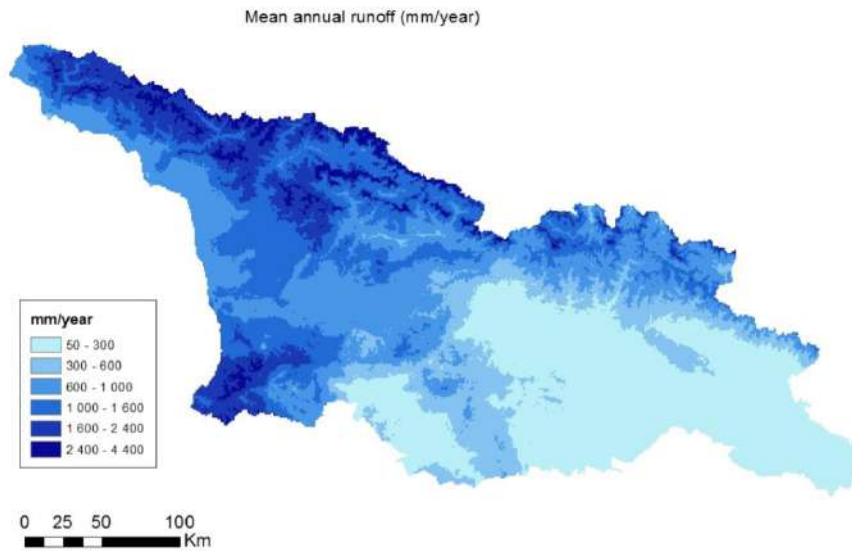 Mean annual runoff (mm/year)
mm/year
50 - 300
300 - 600
600 - 1 000
1 000 - 1 600
1 600 - 2 400
2 400 - 4 400
0 25 50 100
Km